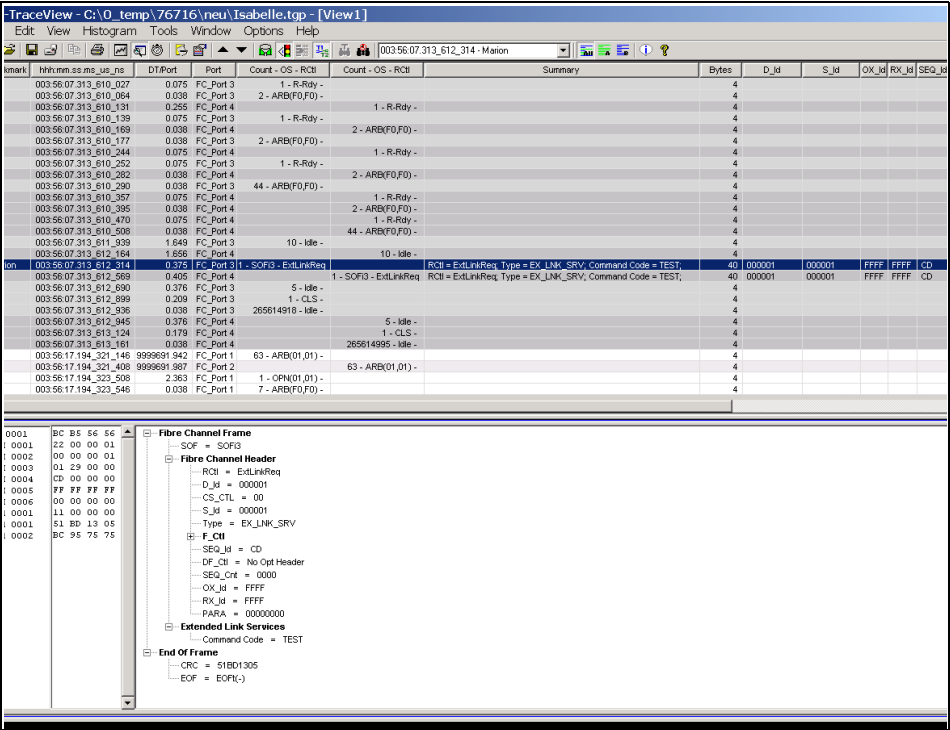 -TraceView - C:\0_temp\76716\neu\Isabelle.tgp - [View1]
Edit View Histogram Tools Window Options Help
003:56:07.313_612_314 - Marion
kmark hhh:mm.ss.ms_us_ns DT/Port Port Count - OS - RCtl Count - OS - RCtl Summary Bytes D_Id S_Id OX_Id RX_Id SEQ_Id
003:56:07.313_610_027 0.075 FC_Port 3 1 - R-Rdy - 4
003:56:07.313_610_064 0.038 FC_Port 3 2 - ARB(F0,F0) - 4
003:56:07.313_610_131 0.255 FC_Port 4 1 - R-Rdy - 4
003:56:07.313_610_139 0.075 FC_Port 3 1 - R-Rdy - 4
003:56:07.313_610_169 0.038 FC_Port 4 2 - ARB(F0,F0) - 4
003:56:07.313_610_177 0.038 FC_Port 3 2 - ARB(F0,F0) - 4
003:56:07.313_610_244 0.075 FC_Port 4 1 - R-Rdy - 4
003:56:07.313_610_252 0.075 FC_Port 3 1 - R-Rdy - 4
003:56:07.313_610_282 0.038 FC_Port 4 2 - ARB(F0,F0) - 4
003:56:07.313_610_290 0.038 FC_Port 3 44 - ARB(F0,F0) - 4
003:56:07.313_610_357 0.075 FC_Port 4 1 - R-Rdy - 4
003:56:07.313_610_395 0.038 FC_Port 4 2 - ARB(F0,F0) - 4
003:56:07.313_610_470 0.075 FC_Port 4 1 - R-Rdy - 4
003:56:07.313_610_508 0.038 FC_Port 4 44 - ARB(F0,F0) - 4
003:56:07.313_611_939 1.649 FC_Port 3 10 - Idle - 4
003:56:07.313_612_164 1.656 FC_Port 4 10 - Idle - 4
ion 003:56:07.313_612_314 0.375 FC_Port 3 1 - SOFi3 - ExtLinkReq RCtl = ExtLinkReq; Type = EX_LNK_SRV; Command Code = TEST; 40 000001 000001 FFFF FFFF CD
003:56:07.313_612_569 0.405 FC_Port 4 1 - SOFi3 - ExtLinkReq RCtl = ExtLinkReq; Type = EX_LNK_SRV; Command Code = TEST; 40 000001 000001 FFFF FFFF CD
003:56:07.313_612_690 0.376 FC_Port 3 5 - Idle - 4
003:56:07.313_612_899 0.209 FC_Port 3 1 - CLS - 4
003:56:07.313_612_936 0.038 FC_Port 3 265614918 - Idle - 4
003:56:07.313_612_945 0.376 FC_Port 4 5 - Idle - 4
003:56:07.313_613_124 0.179 FC_Port 4 1 - CLS - 4
003:56:07.313_613_161 0.038 FC_Port 4 265614995 - Idle - 4
003:56:17.194_321_146 9999691.942 FC_Port 1 63 - ARB(01,01) - 4
003:56:17.194_321_408 9999691.987 FC_Port 2 63 - ARB(01,01) - 4
003:56:17.194_323_508 2.363 FC_Port 1 1 - OPN(01,01) - 4
003:56:17.194_323_546 0.038 FC_Port 1 7 - ARB(F0,F0) - 4
0001 BC B5 56 56
0001 22 00 00 01
0002 00 00 00 01
0003 01 29 00 00
0004 CD 00 00 00
0005 FF FF FF FF
0006 00 00 00 00
0001 11 00 00 00
0001 51 BD 13 05
0002 BC 95 75 75
Fibre Channel Frame
SOF = SOFi3
Fibre Channel Header
RCtl = ExtLinkReq
D_Id = 000001
CS_CTL = 00
S_Id = 000001
Type = EX_LNK_SRV
F_Ctl
SEQ_Id = CD
DF_Ctl = No Opt Header
SEQ_Cnt = 0000
OX_Id = FFFF
RX_Id = FFFF
PARA = 00000000
Extended Link Services
Command Code = TEST
End Of Frame
CRC = 51BD1305
EOF = EOFt(-)